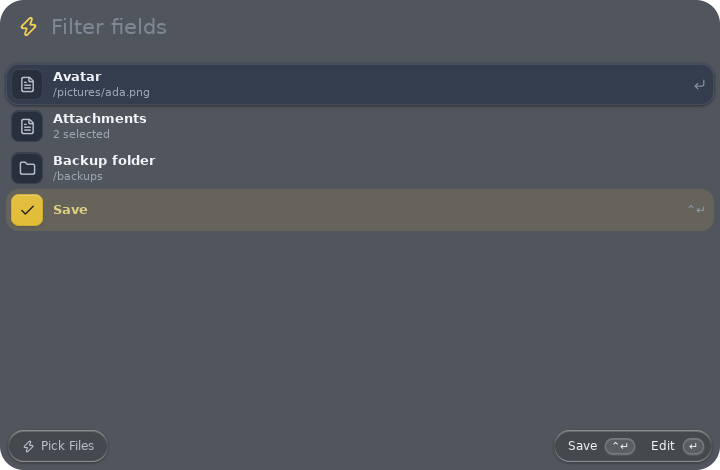 Filter fields
Avatar
/pictures/ada.png
Attachments
2 selected
Backup folder
/backups
Save ⌃↵
Pick Files
Save ⌃↵ Edit ↵